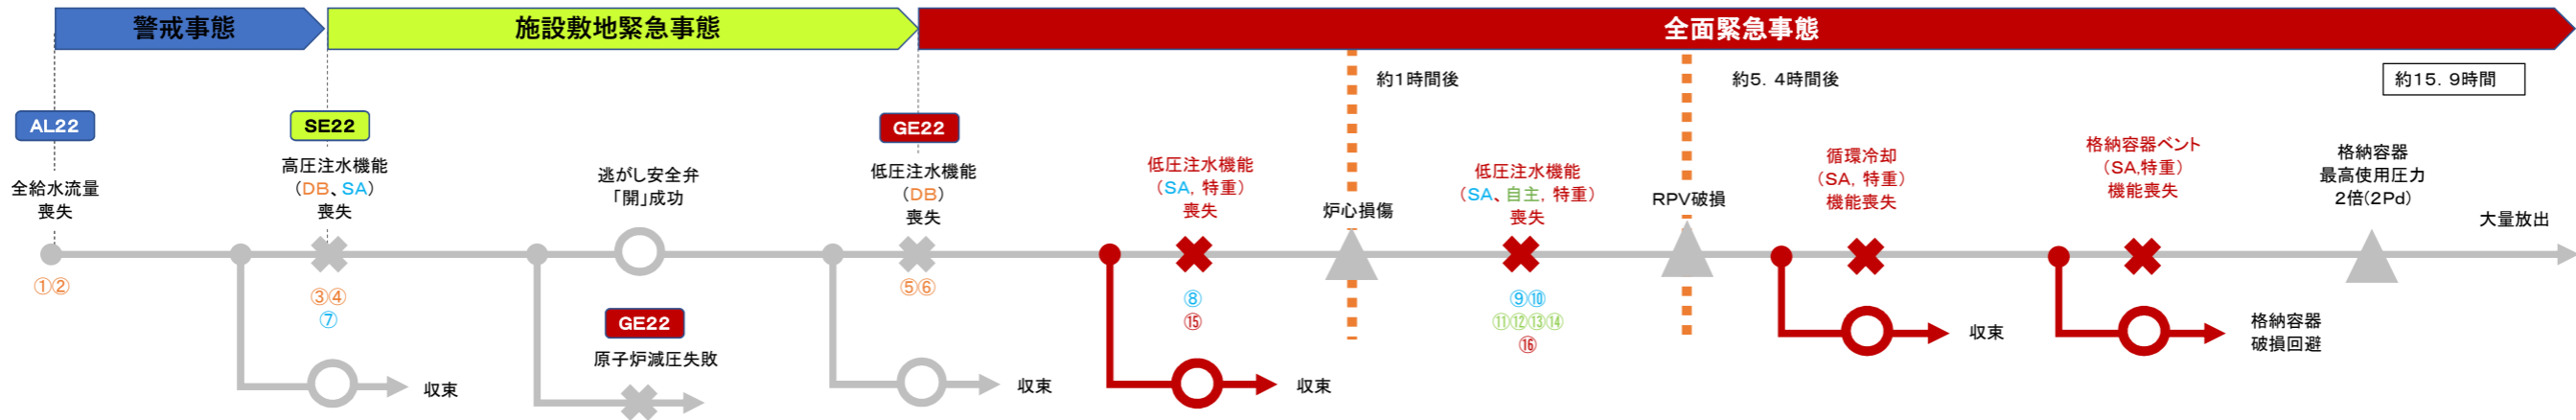 警戒事態
施設敷地緊急事態
全面緊急事態
約1時間後
約5．4時間後
約15．9時間
AL22
全給水流量
喪失
①②
SE22
高圧注水機能
（DB、SA）
喪失
③④
⑦
収束
逃がし安全弁
「開」成功
GE22
原子炉減圧失敗
GE22
低圧注水機能
（DB）
喪失
⑤⑥
収束
低圧注水機能
（SA，特重）
喪失
⑧
⑮
収束
炉心損傷
低圧注水機能
（SA、自主，特重）
喪失
⑨⑩
⑪⑫⑬⑭
⑯
RPV破損
循環冷却
（SA，特重）
機能喪失
収束
格納容器ベント
（SA,特重）
機能喪失
格納容器
破損回避
格納容器
最高使用圧力
2倍(2Pd)
大量放出